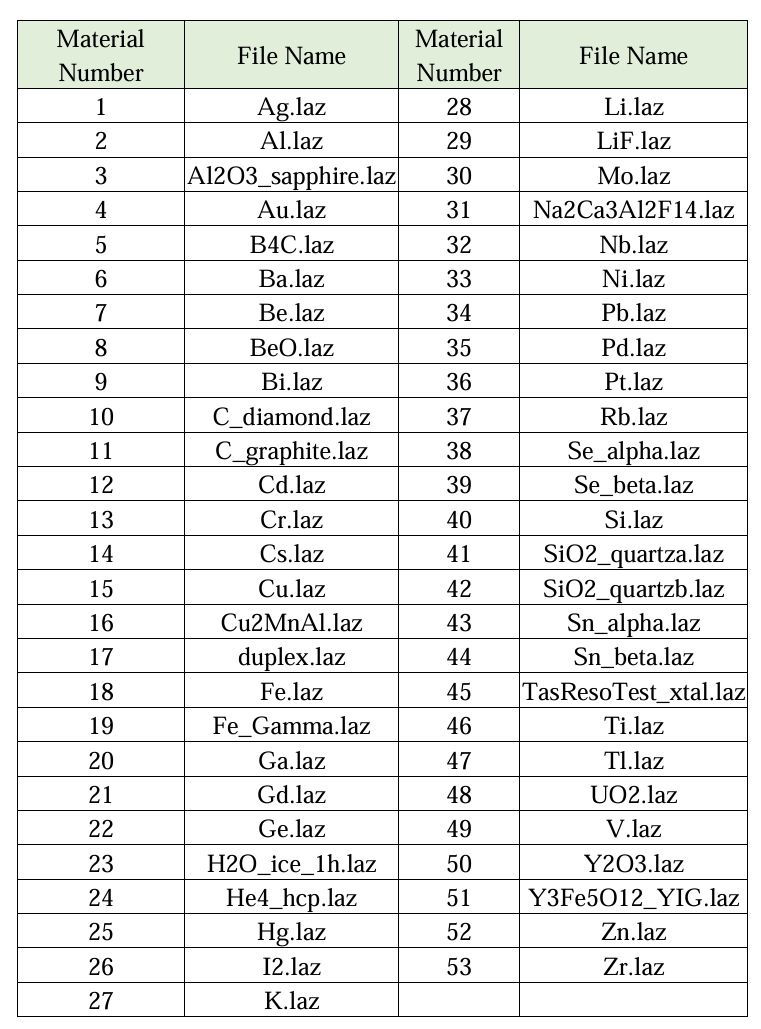 Material Number File Name Material Number File Name
1 Ag.laz 28 Li.laz
2 Al.laz 29 LiF.laz
3 Al2O3_sapphire.laz 30 Mo.laz
4 Au.laz 31 Na2Ca3Al2F14.laz
5 B4C.laz 32 Nb.laz
6 Ba.laz 33 Ni.laz
7 Be.laz 34 Pb.laz
8 BeO.laz 35 Pd.laz
9 Bi.laz 36 Pt.laz
10 C_diamond.laz 37 Rb.laz
11 C_graphite.laz 38 Se_alpha.laz
12 Cd.laz 39 Se_beta.laz
13 Cr.laz 40 Si.laz
14 Cs.laz 41 SiO2_quartza.laz
15 Cu.laz 42 SiO2_quartzb.laz
16 Cu2MnAl.laz 43 Sn_alpha.laz
17 duplex.laz 44 Sn_beta.laz
18 Fe.laz 45 TasResoTest_xtal.laz
19 Fe_Gamma.laz 46 Ti.laz
20 Ga.laz 47 Tl.laz
21 Gd.laz 48 UO2.laz
22 Ge.laz 49 V.laz
23 H2O_ice_1h.laz 50 Y2O3.laz
24 He4_hcp.laz 51 Y3Fe5O12_YIG.laz
25 Hg.laz 52 Zn.laz
26 I2.laz 53 Zr.laz
27 K.laz